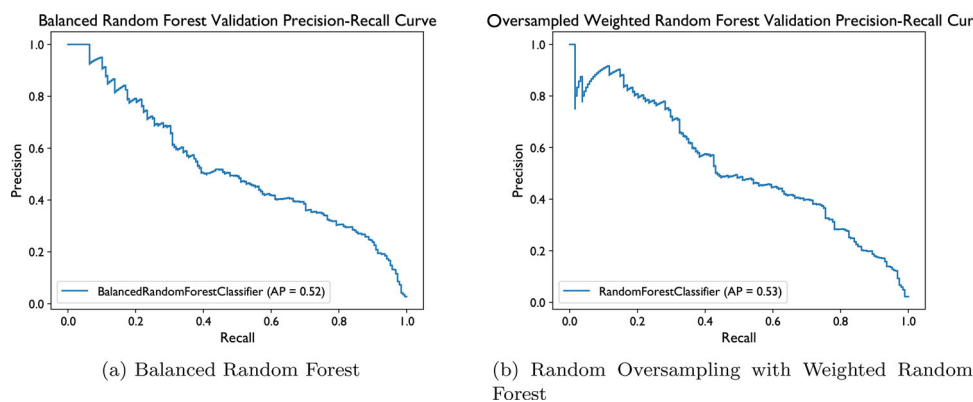 Balanced Random Forest Validation Precision-Recall Curve
1.0
0.8
0.6
0.4
0.2
0.0
Precision
BalancedRandomForestClassifier (AP = 0.52)
0.0 0.2 0.4 0.6 0.8 1.0
Recall
(a) Balanced Random Forest
Oversampled Weighted Random Forest Validation Precision-Recall Cur
1.0
0.8
0.6
0.4
0.2
0.0
Precision
RandomForestClassifier (AP = 0.53)
0.0 0.2 0.4 0.6 0.8 1.0
Recall
(b) Random Oversampling with Weighted Random
Forest